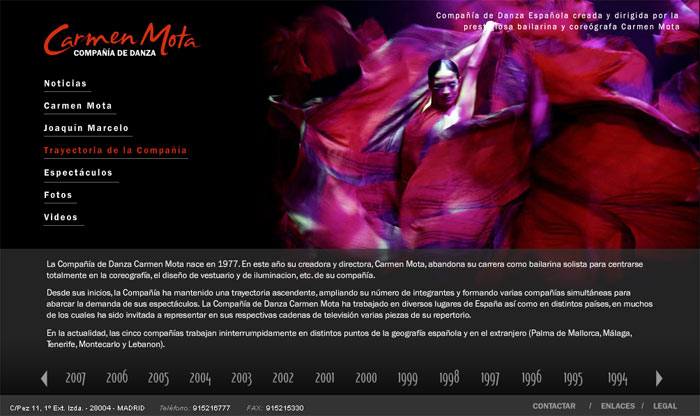 Carmen Mota
COMPAÑÍA DE DANZA
Compañía de Danza Española creada y dirigida por la
prestigiosa bailarina y coreógrafa Carmen Mota
Noticias
Carmen Mota
Joaquín Marcelo
Trayectoria de la Compañía
Espectáculos
Fotos
Videos
La Compañía de Danza Carmen Mota nace en 1977. En este año su creadora y directora, Carmen Mota, abandona su carrera como bailarina solista para centrarse
totalmente en la coreografía, el diseño de vestuario y de iluminacion, etc. de su compañía.
Desde sus inicios, la Compañía ha mantenido una trayectoria ascendente, ampliando su número de integrantes y formando varias compañías simultáneas para
abarcar la demanda de sus espectáculos. La Compañía de Danza Carmen Mota ha trabajado en diversos lugares de España así como en distintos países, en muchos
de los cuales ha sido invitada a representar en sus respectivas cadenas de televisión varias piezas de su repertorio.
En la actualidad, las cinco compañías trabajan ininterrumpidamente en distintos puntos de la geografía española y en el extranjero (Palma de Mallorca, Málaga,
Tenerife, Montecarlo y Lebanon).
2007 2006 2005 2004 2003 2002 2001 2000 1999 1998 1997 1996 1995 1994
C/Pez 11, 1º Ext. Izda. - 28004 - MADRID Teléfono: 915216777 FAX: 915215330 CONTACTAR / ENLACES / LEGAL